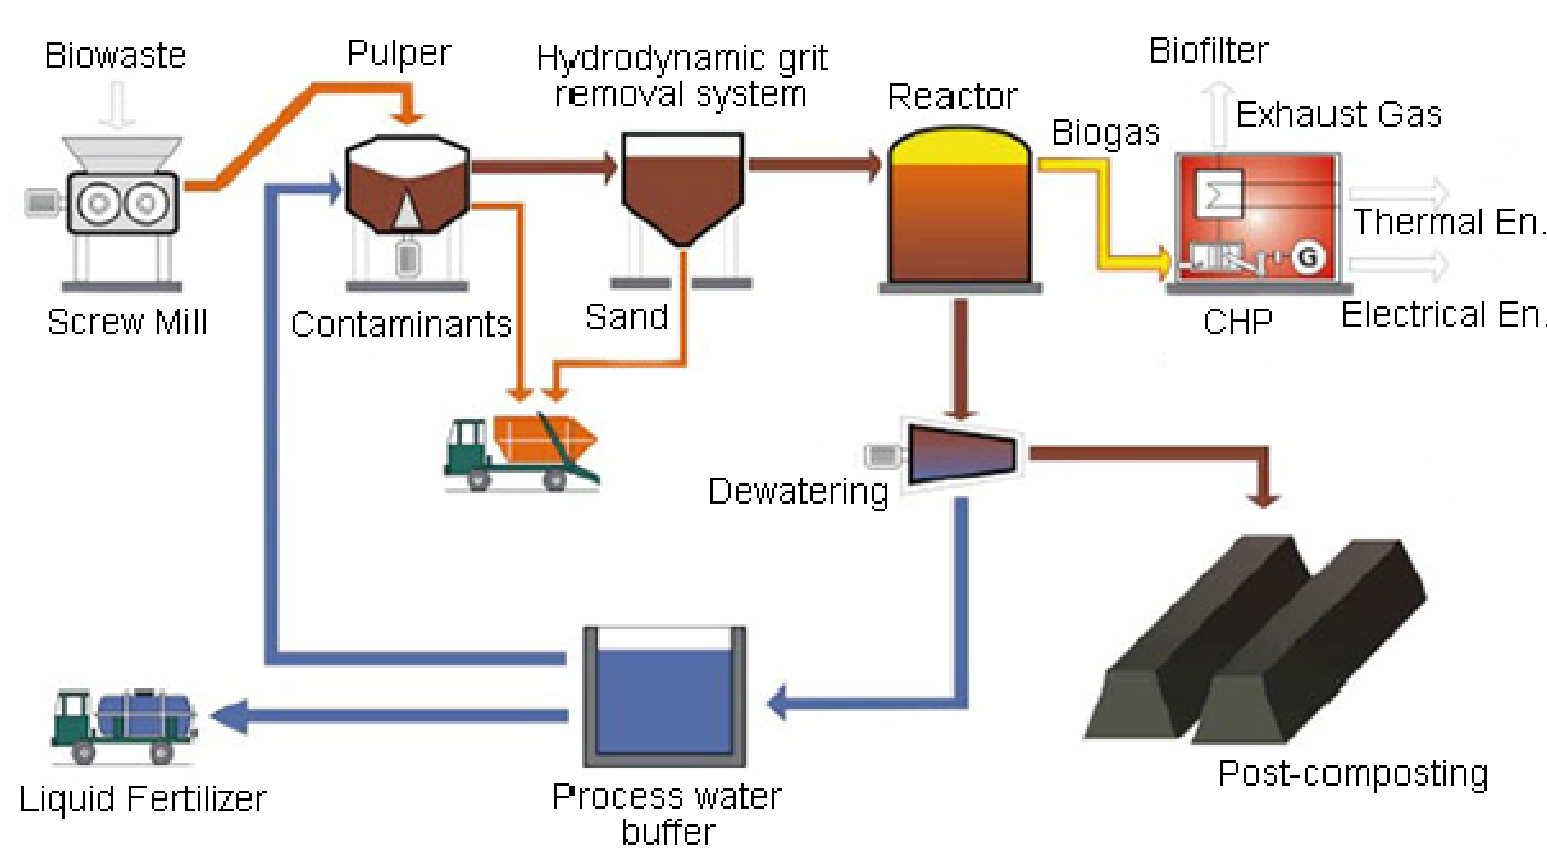 Biowaste
Pulper
Hydrodynamic grit
removal system
Reactor
Biogas
Biofilter
Exhaust Gas
Thermal En.
G
Electrical En.
CHP
Screw Mill
Contaminants
Sand
Dewatering
Post-composting
Liquid Fertilizer
Process water
buffer